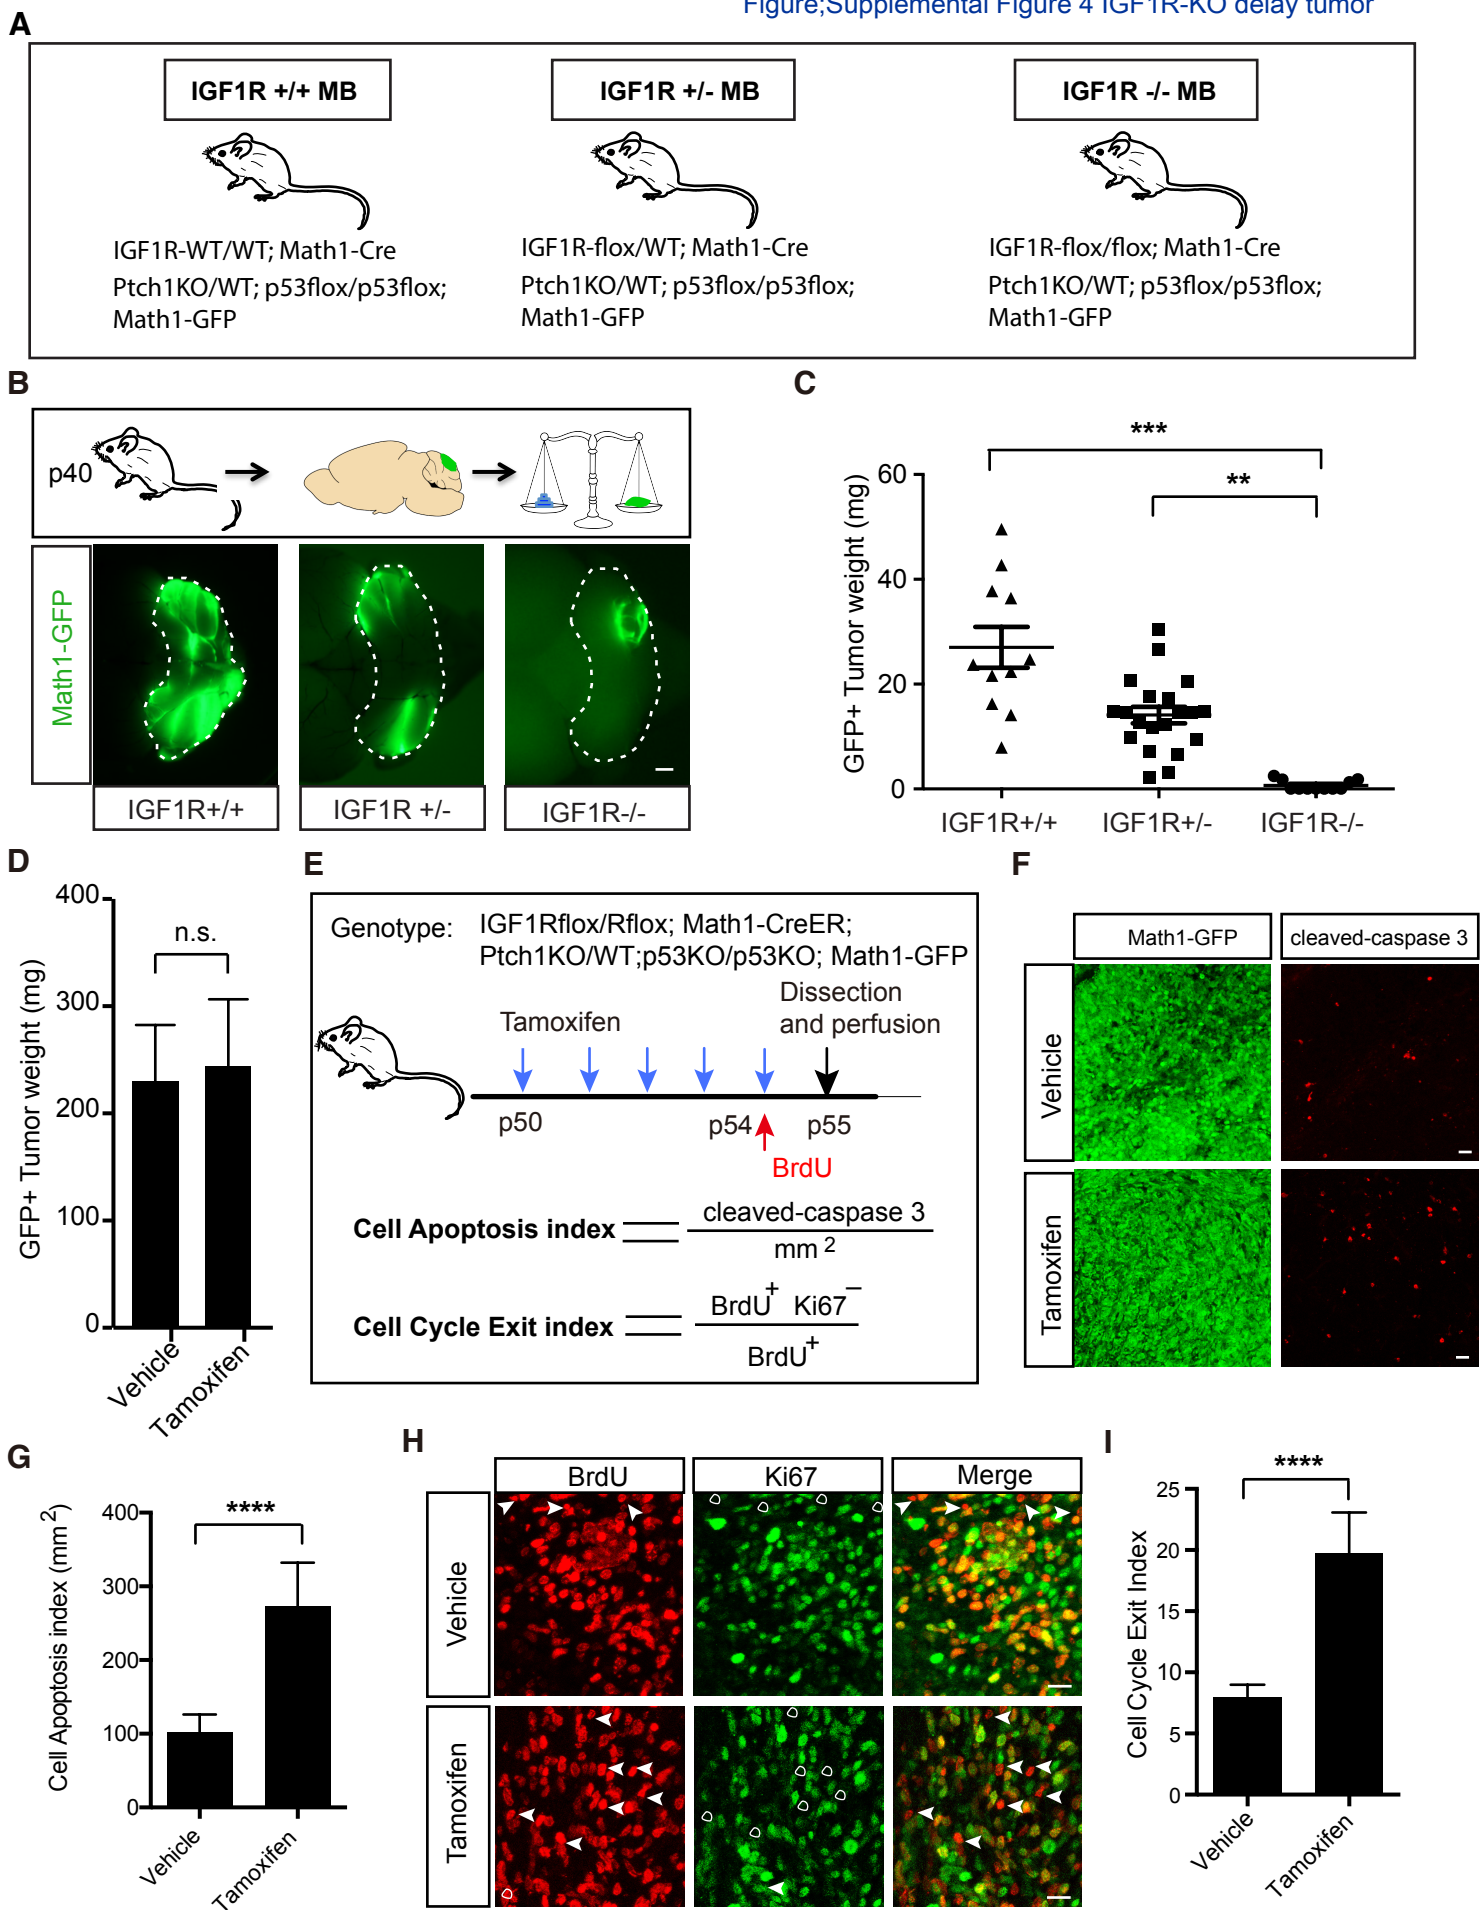 Figure;Supplemental Figure 4 IGF1R-KO delay tumor
A
IGF1R +/+ MB
IGF1R +/- MB
IGF1R -/- MB
IGF1R-WT/WT; Math1-Cre
Ptch1KO/WT; p53flox/p53flox;
Math1-GFP
IGF1R-flox/WT; Math1-Cre
Ptch1KO/WT; p53flox/p53flox;
Math1-GFP
IGF1R-flox/flox; Math1-Cre
Ptch1KO/WT; p53flox/p53flox;
Math1-GFP
B
p40
Math1-GFP
IGF1R+/+
IGF1R +/-
IGF1R-/-
C
***
**
GFP+ Tumor weight (mg)
60
40
20
0
IGF1R+/+
IGF1R+/-
IGF1R-/-
D
GFP+ Tumor weight (mg)
400
300
200
100
0
n.s.
Vehicle
Tamoxifen
E
Genotype:
IGF1Rflox/Rflox; Math1-CreER;
Ptch1KO/WT;p53KO/p53KO; Math1-GFP
Dissection
and perfusion
Tamoxifen
p50
p54
p55
BrdU
Cell Apoptosis index
cleaved-caspase 3
mm 2
Cell Cycle Exit index
BrdU+ Ki67−
BrdU+
F
Math1-GFP
cleaved-caspase 3
Vehicle
Tamoxifen
G
Cell Apoptosis index (mm 2)
400
300
200
100
0
****
Vehicle
Tamoxifen
H
BrdU
Ki67
Merge
Vehicle
Tamoxifen
I
****
Cell Cycle Exit Index
25
20
15
10
5
0
Vehicle
Tamoxifen